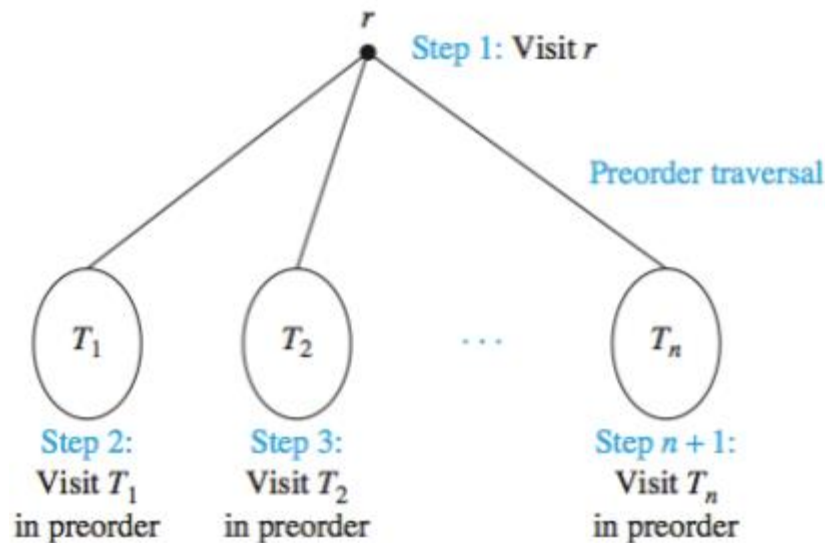 r
Step 1: Visit r
Preorder traversal
T₁
T₂
...
Tₙ
Step 2:
Visit T₁
in preorder
Step 3:
Visit T₂
in preorder
Step n + 1:
Visit Tₙ
in preorder